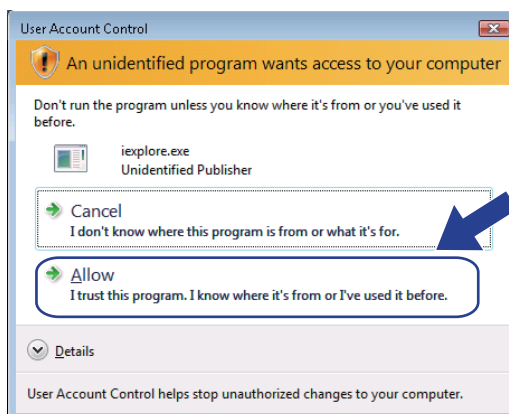 User Account Control
An unidentified program wants access to your computer
Don't run the program unless you know where it's from or you've used it
before.
iexplore.exe
Unidentified Publisher
Cancel
I don't know where this program is from or what it's for.
Allow
I trust this program. I know where it's from or I've used it before.
Details
User Account Control helps stop unauthorized changes to your computer.